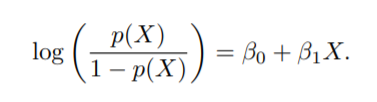 log ( p(X) / (1 − p(X)) ) = β₀ + β₁X.